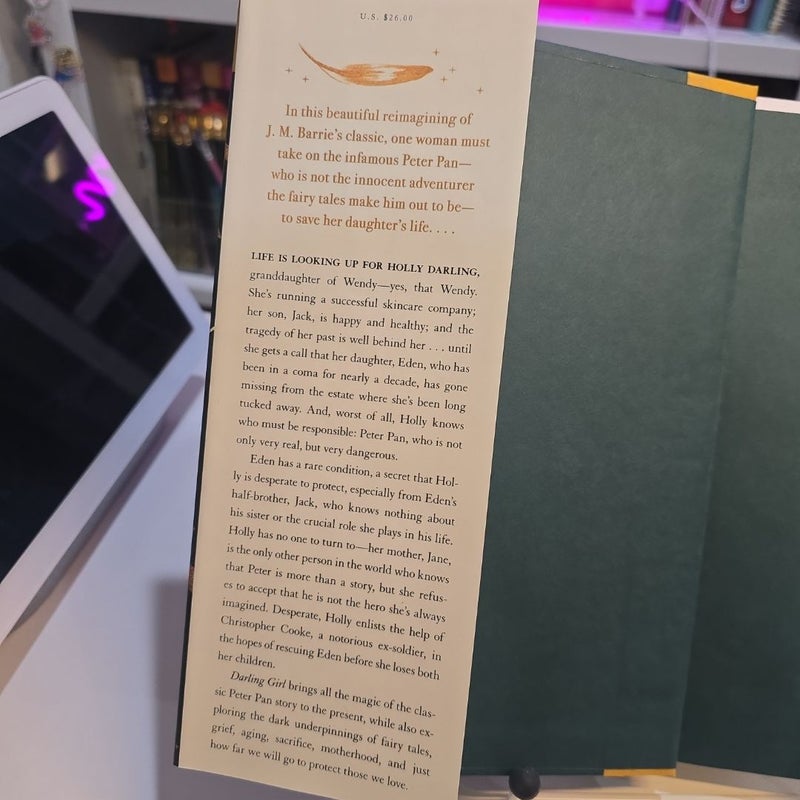 U.S. $26.00
In this beautiful reimagining of
J. M. Barrie's classic, one woman must
take on the infamous Peter Pan—
who is not the innocent adventurer
the fairy tales make him out to be—
to save her daughter's life. . . .
LIFE IS LOOKING UP FOR HOLLY DARLING,
granddaughter of Wendy—yes, that Wendy.
She's running a successful skincare company;
her son, Jack, is happy and healthy; and the
tragedy of her past is well behind her . . . until
she gets a call that her daughter, Eden, who has
been in a coma for nearly a decade, has gone
missing from the estate where she's been long
tucked away. And, worst of all, Holly knows
who must be responsible: Peter Pan, who is not
only very real, but very dangerous.
Eden has a rare condition, a secret that Hol-
ly is desperate to protect, especially from Eden's
half-brother, Jack, who knows nothing about
his sister or the crucial role she plays in his life.
Holly has no one to turn to—her mother, Jane,
is the only other person in the world who knows
that Peter is more than a story, but she refus-
es to accept that he is not the hero she's always
imagined. Desperate, Holly enlists the help of
Christopher Cooke, a notorious ex-soldier, in
the hopes of rescuing Eden before she loses both
her children.
Darling Girl brings all the magic of the clas-
sic Peter Pan story to the present, while also ex-
ploring the dark underpinnings of fairy tales,
grief, aging, sacrifice, motherhood, and just
how far we will go to protect those we love.